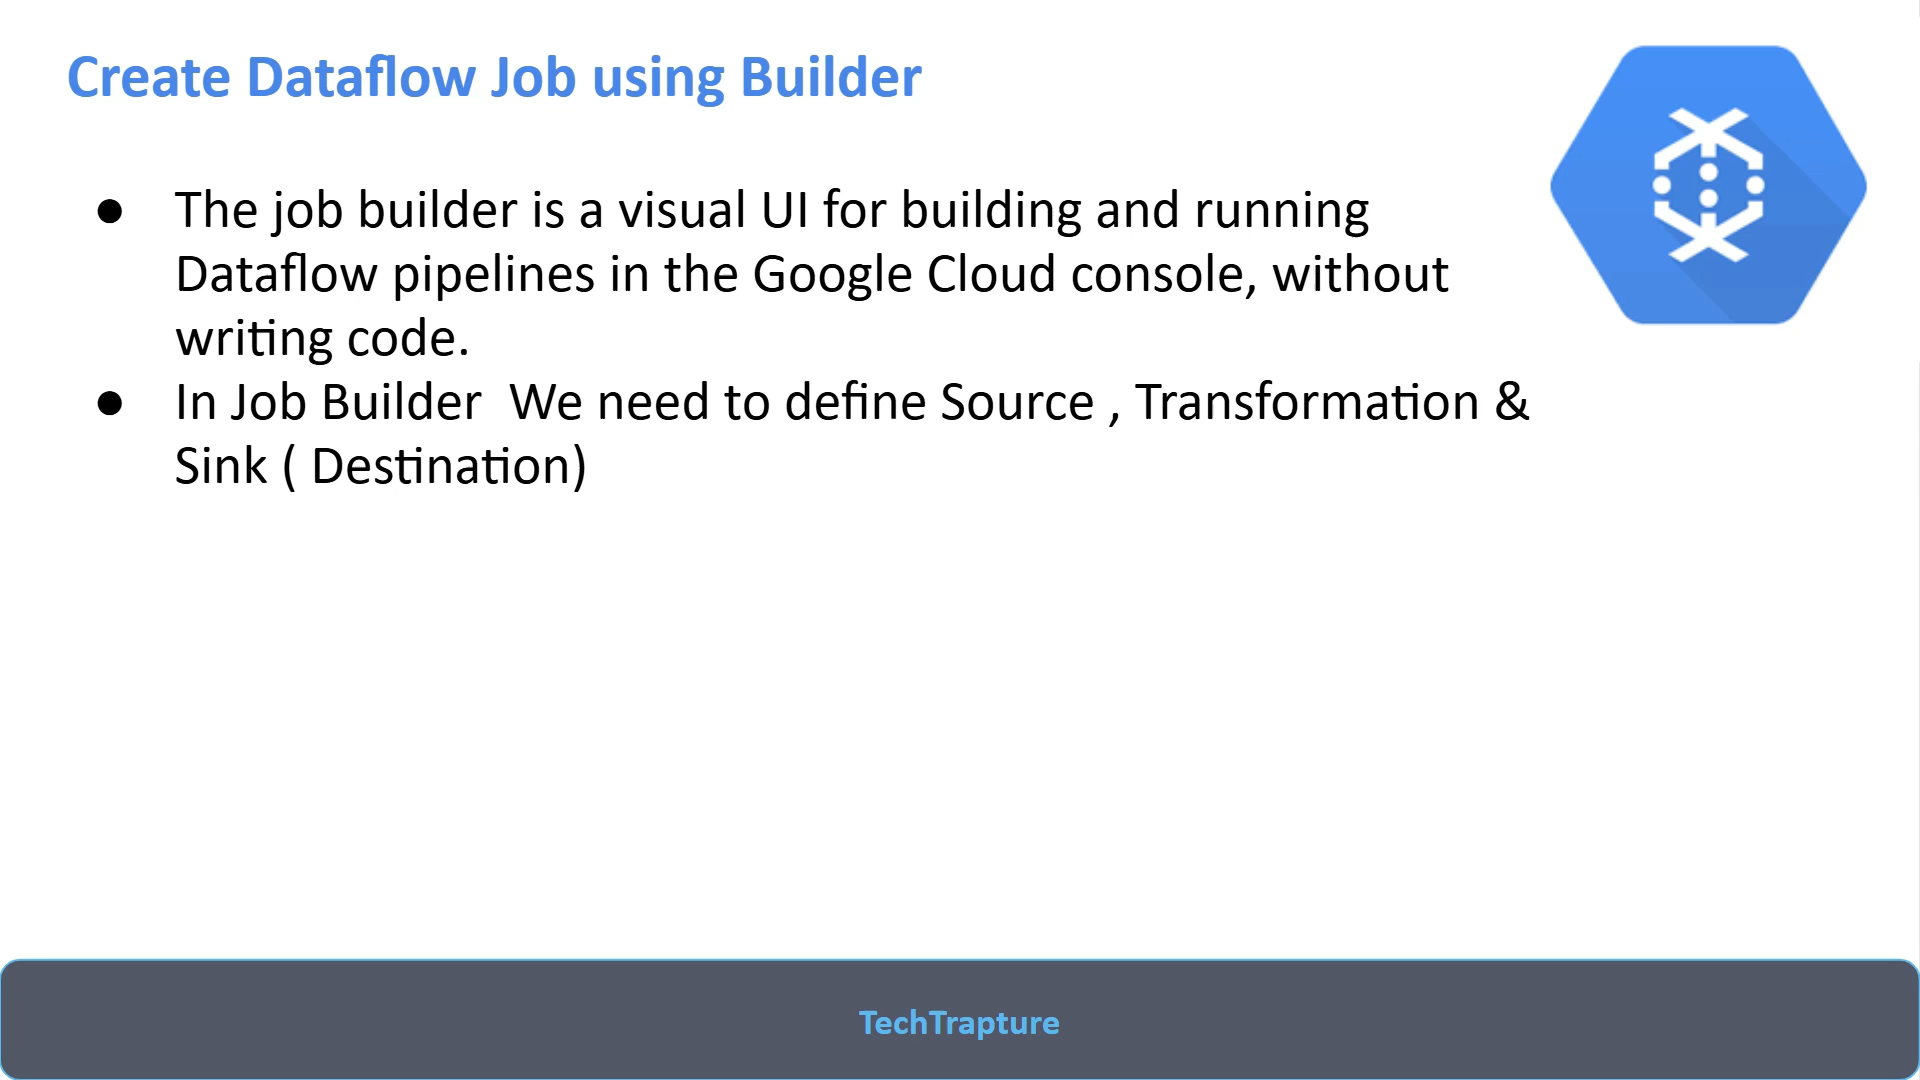 Create Dataflow Job using Builder
● The job builder is a visual UI for building and running
Dataflow pipelines in the Google Cloud console, without
writing code.
● In Job Builder  We need to define Source , Transformation &
Sink ( Destination)
TechTrapture